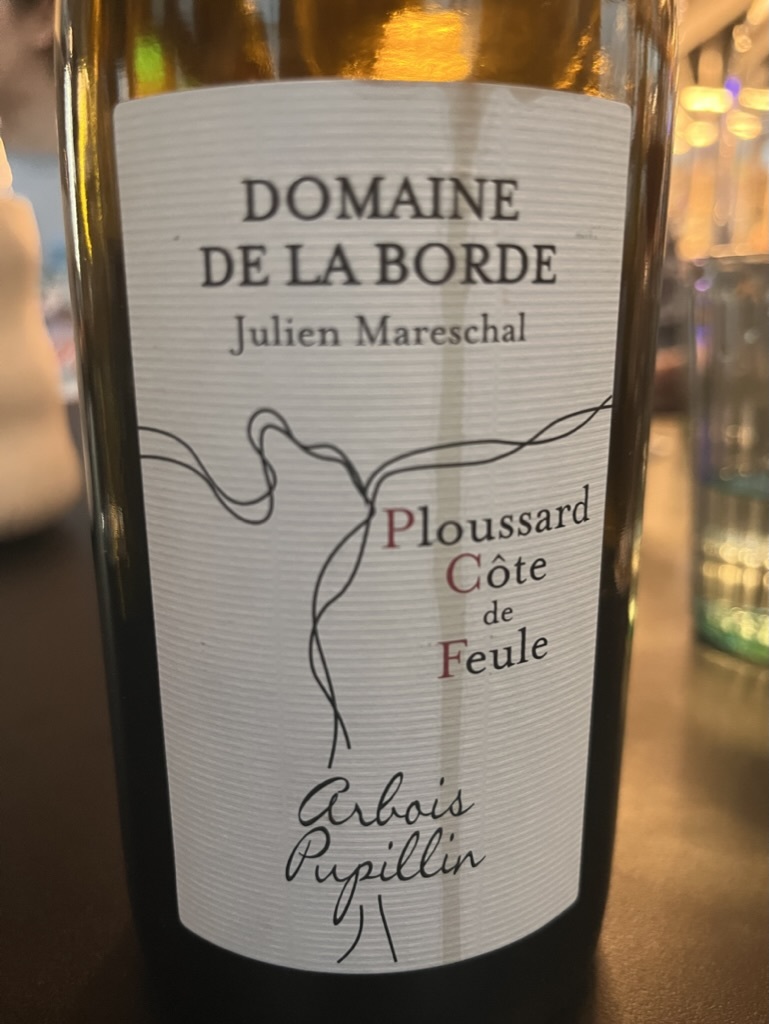 DOMAINE
DE LA BORDE
Julien Mareschal
Ploussard
Côte
de
Feule
Arbois
Pupillin